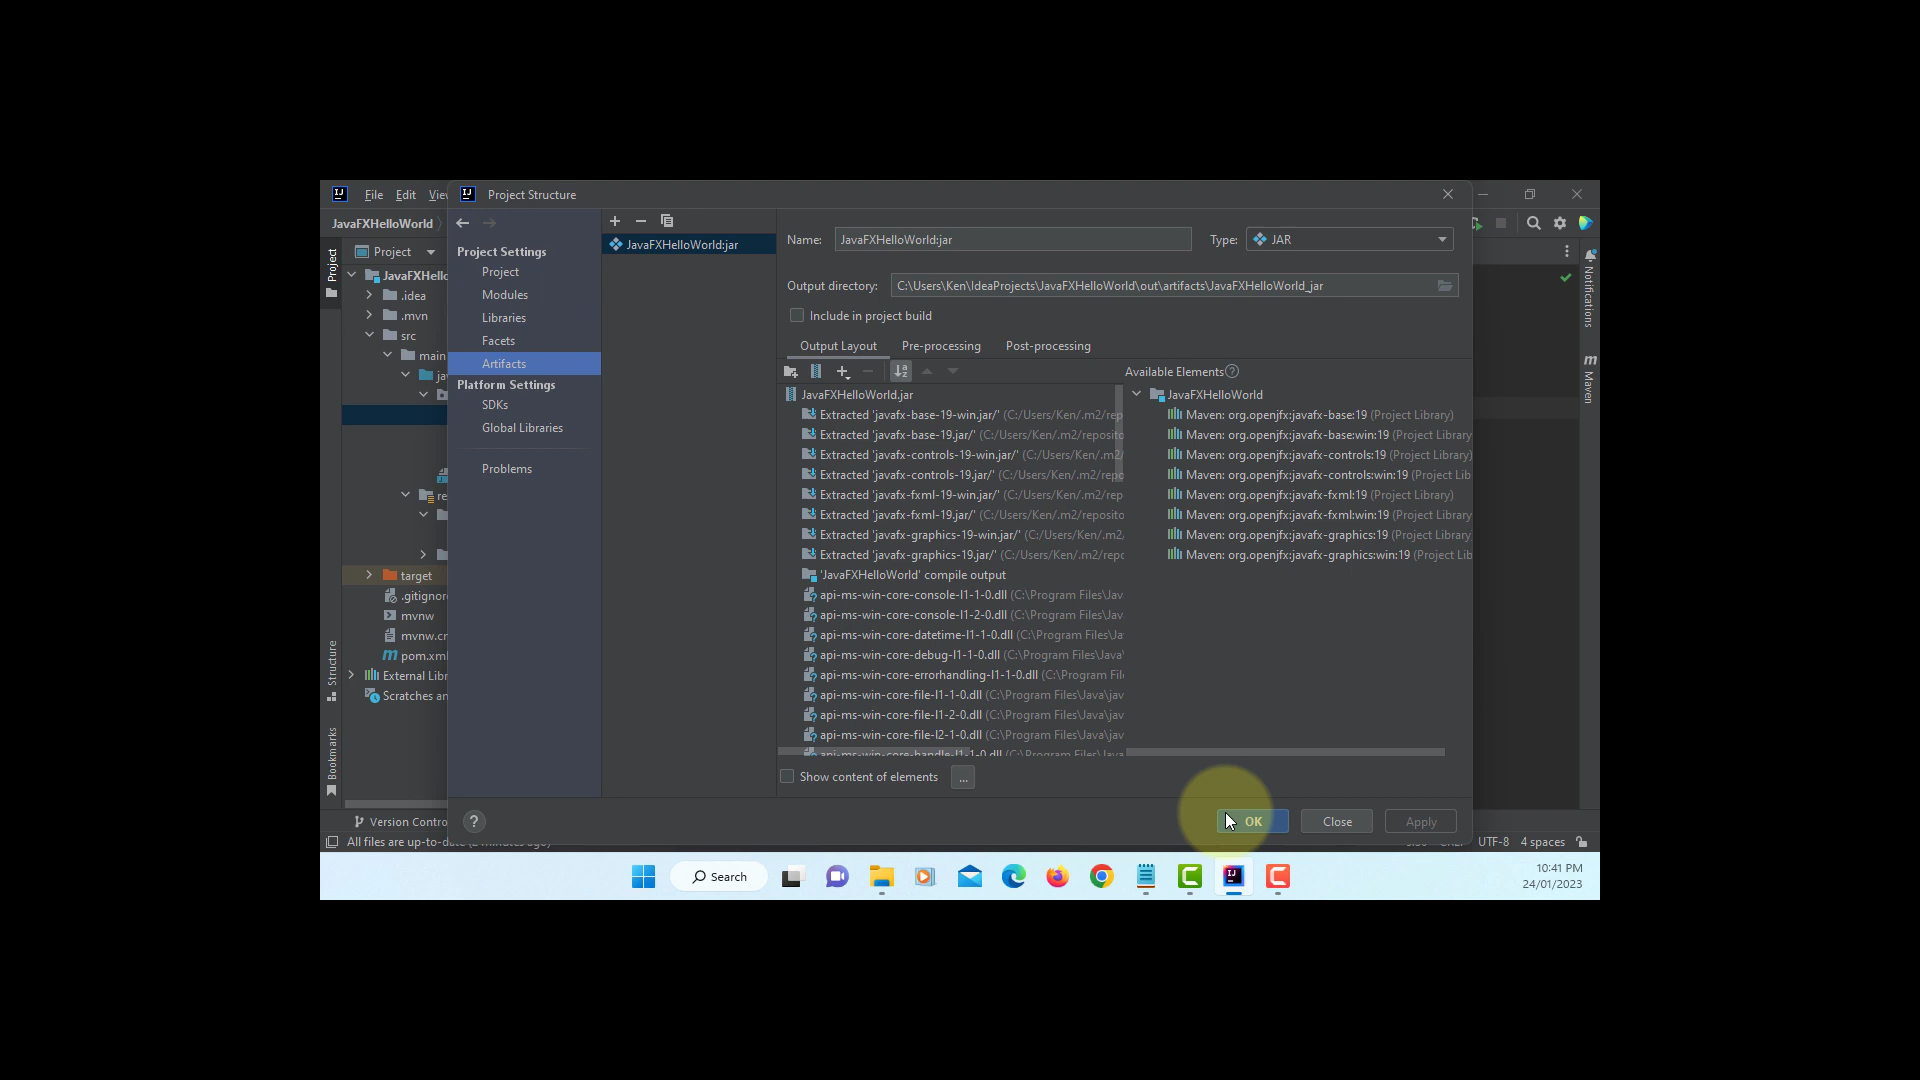 File Edit
Project Structure
JavaFXHelloWorld
Project
Project
JavaFXHello
.idea
.mvn
src
main
target
.gitignor
mvnw
pom.xml
External Libr
Scratches an
Structure
Bookmarks
Version Contro
All files are up-to-date (2 minutes ago)
Project Settings
Project
Modules
Libraries
Facets
Artifacts
Platform Settings
SDKs
Global Libraries
Problems
JavaFXHelloWorld:jar
Name: JavaFXHelloWorld:jar Type: JAR
Output directory: C:\Users\Ken\IdeaProjects\JavaFXHelloWorld\out\artifacts\JavaFXHelloWorld_jar
Include in project build
Output Layout Pre-processing Post-processing
JavaFXHelloWorld.jar
Extracted 'javafx-base-19-win.jar/' (C:/Users/Ken/.m2/rep
Extracted 'javafx-base-19.jar/' (C:/Users/Ken/.m2/reposito
Extracted 'javafx-controls-19-win.jar/' (C:/Users/Ken/.m2/
Extracted 'javafx-controls-19.jar/' (C:/Users/Ken/.m2/repo
Extracted 'javafx-fxml-19-win.jar/' (C:/Users/Ken/.m2/rep
Extracted 'javafx-fxml-19.jar/' (C:/Users/Ken/.m2/reposito
Extracted 'javafx-graphics-19-win.jar/' (C:/Users/Ken/.m2,
Extracted 'javafx-graphics-19.jar/' (C:/Users/Ken/.m2/repo
'JavaFXHelloWorld' compile output
api-ms-win-core-console-l1-1-0.dll (C:\Program Files\Jav
api-ms-win-core-console-l1-2-0.dll (C:\Program Files\Jav
api-ms-win-core-datetime-l1-1-0.dll (C:\Program Files\Ja
api-ms-win-core-debug-l1-1-0.dll (C:\Program Files\Java\
api-ms-win-core-errorhandling-l1-1-0.dll (C:\Program Fil
api-ms-win-core-file-l1-1-0.dll (C:\Program Files\Java\jav
api-ms-win-core-file-l1-2-0.dll (C:\Program Files\Java\jav
api-ms-win-core-file-l2-1-0.dll (C:\Program Files\Java\jav
api-ms-win-core-handle-l1-1-0.dll (C:\Program Files\Java
Show content of elements ...
Available Elements ?
JavaFXHelloWorld
Maven: org.openjfx:javafx-base:19 (Project Library)
Maven: org.openjfx:javafx-base:win:19 (Project Library
Maven: org.openjfx:javafx-controls:19 (Project Library)
Maven: org.openjfx:javafx-controls:win:19 (Project Lib
Maven: org.openjfx:javafx-fxml:19 (Project Library)
Maven: org.openjfx:javafx-fxml:win:19 (Project Library
Maven: org.openjfx:javafx-graphics:19 (Project Library
Maven: org.openjfx:javafx-graphics:win:19 (Project Lib
? OK Close Apply
Notifications
Maven
UTF-8 4 spaces
Search
10:41 PM
24/01/2023